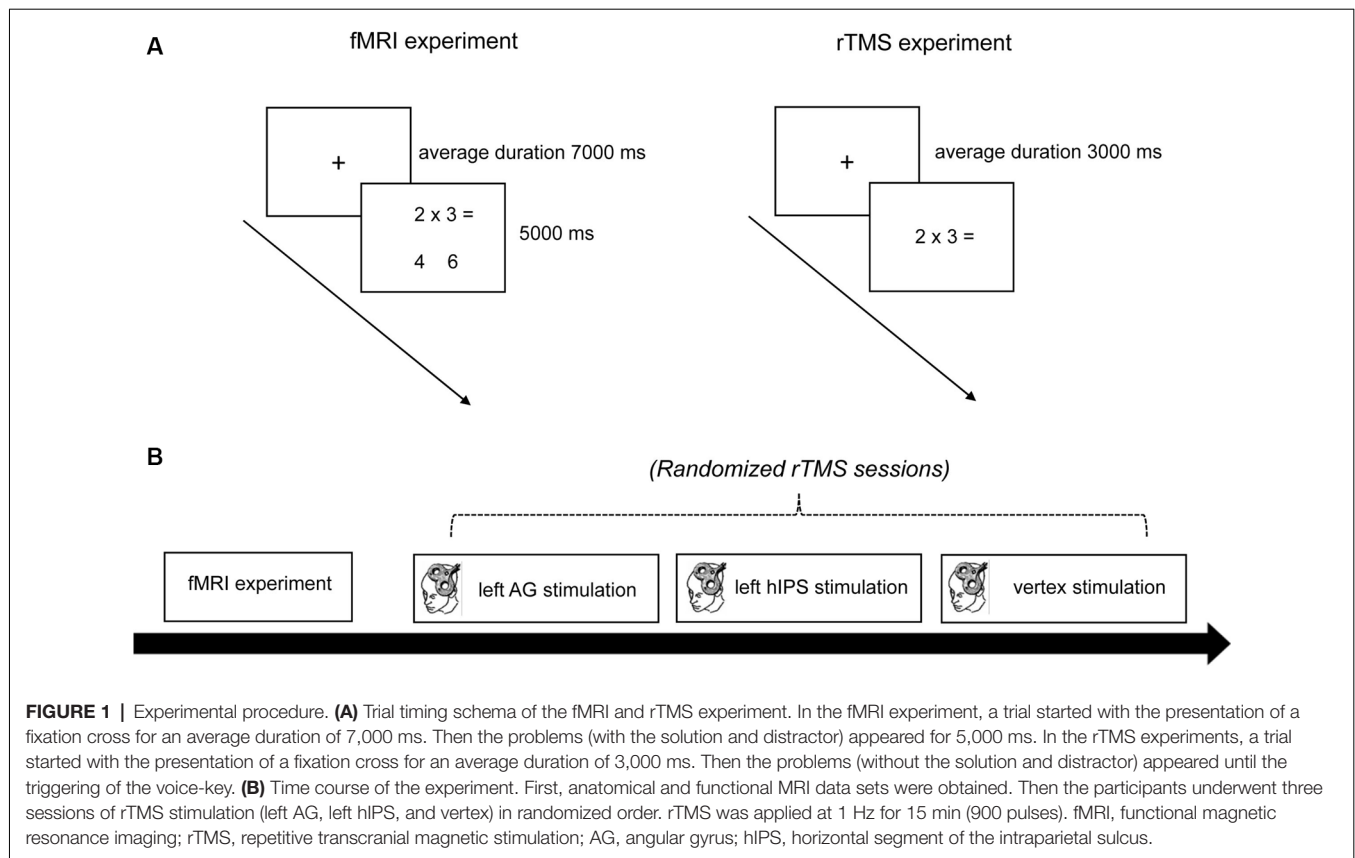 A
fMRI experiment
rTMS experiment
+
average duration 7000 ms
2 x 3 =
4 6
5000 ms
+
average duration 3000 ms
2 x 3 =
B
(Randomized rTMS sessions)
fMRI experiment
left AG stimulation
left hIPS stimulation
vertex stimulation
FIGURE 1 | Experimental procedure. (A) Trial timing schema of the fMRI and rTMS experiment. In the fMRI experiment, a trial started with the presentation of a
fixation cross for an average duration of 7,000 ms. Then the problems (with the solution and distractor) appeared for 5,000 ms. In the rTMS experiments, a trial
started with the presentation of a fixation cross for an average duration of 3,000 ms. Then the problems (without the solution and distractor) appeared until the
triggering of the voice-key. (B) Time course of the experiment. First, anatomical and functional MRI data sets were obtained. Then the participants underwent three
sessions of rTMS stimulation (left AG, left hIPS, and vertex) in randomized order. rTMS was applied at 1 Hz for 15 min (900 pulses). fMRI, functional magnetic
resonance imaging; rTMS, repetitive transcranial magnetic stimulation; AG, angular gyrus; hIPS, horizontal segment of the intraparietal sulcus.